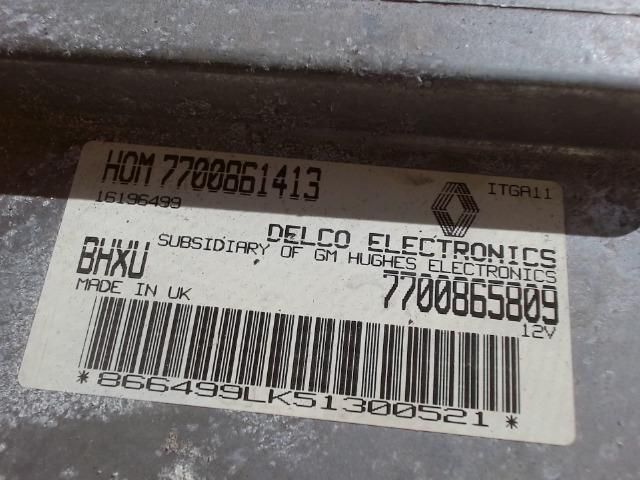 HOM 7700861413
16196499
ITGA11
DELCO ELECTRONICS
SUBSIDIARY OF GM HUGHES ELECTRONICS
BHXU
7700865809
MADE IN UK
12V
*866499LK51300521*